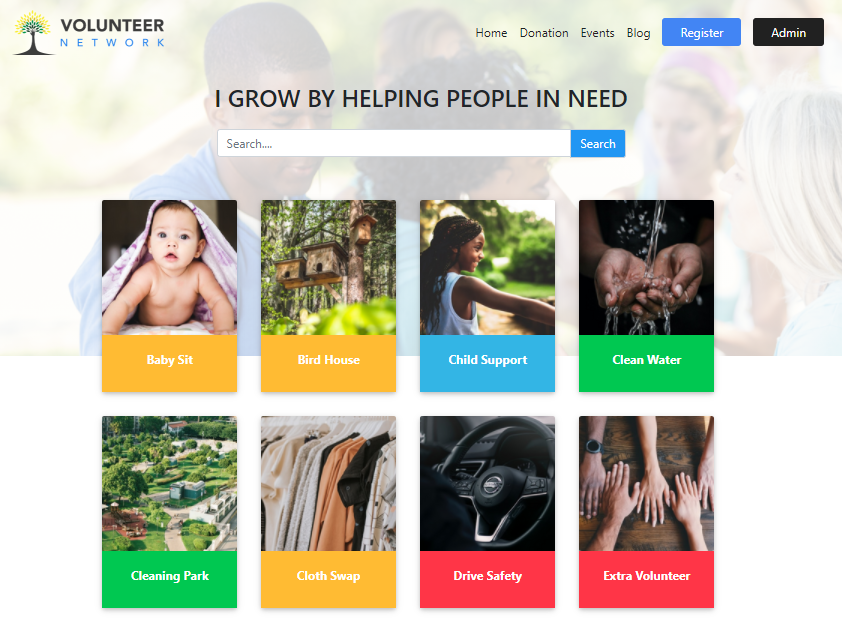 VOLUNTEER
NETWORK
Home Donation Events Blog Register Admin
I GROW BY HELPING PEOPLE IN NEED
Search.... Search
Baby Sit Bird House Child Support Clean Water
Cleaning Park Cloth Swap Drive Safety Extra Volunteer